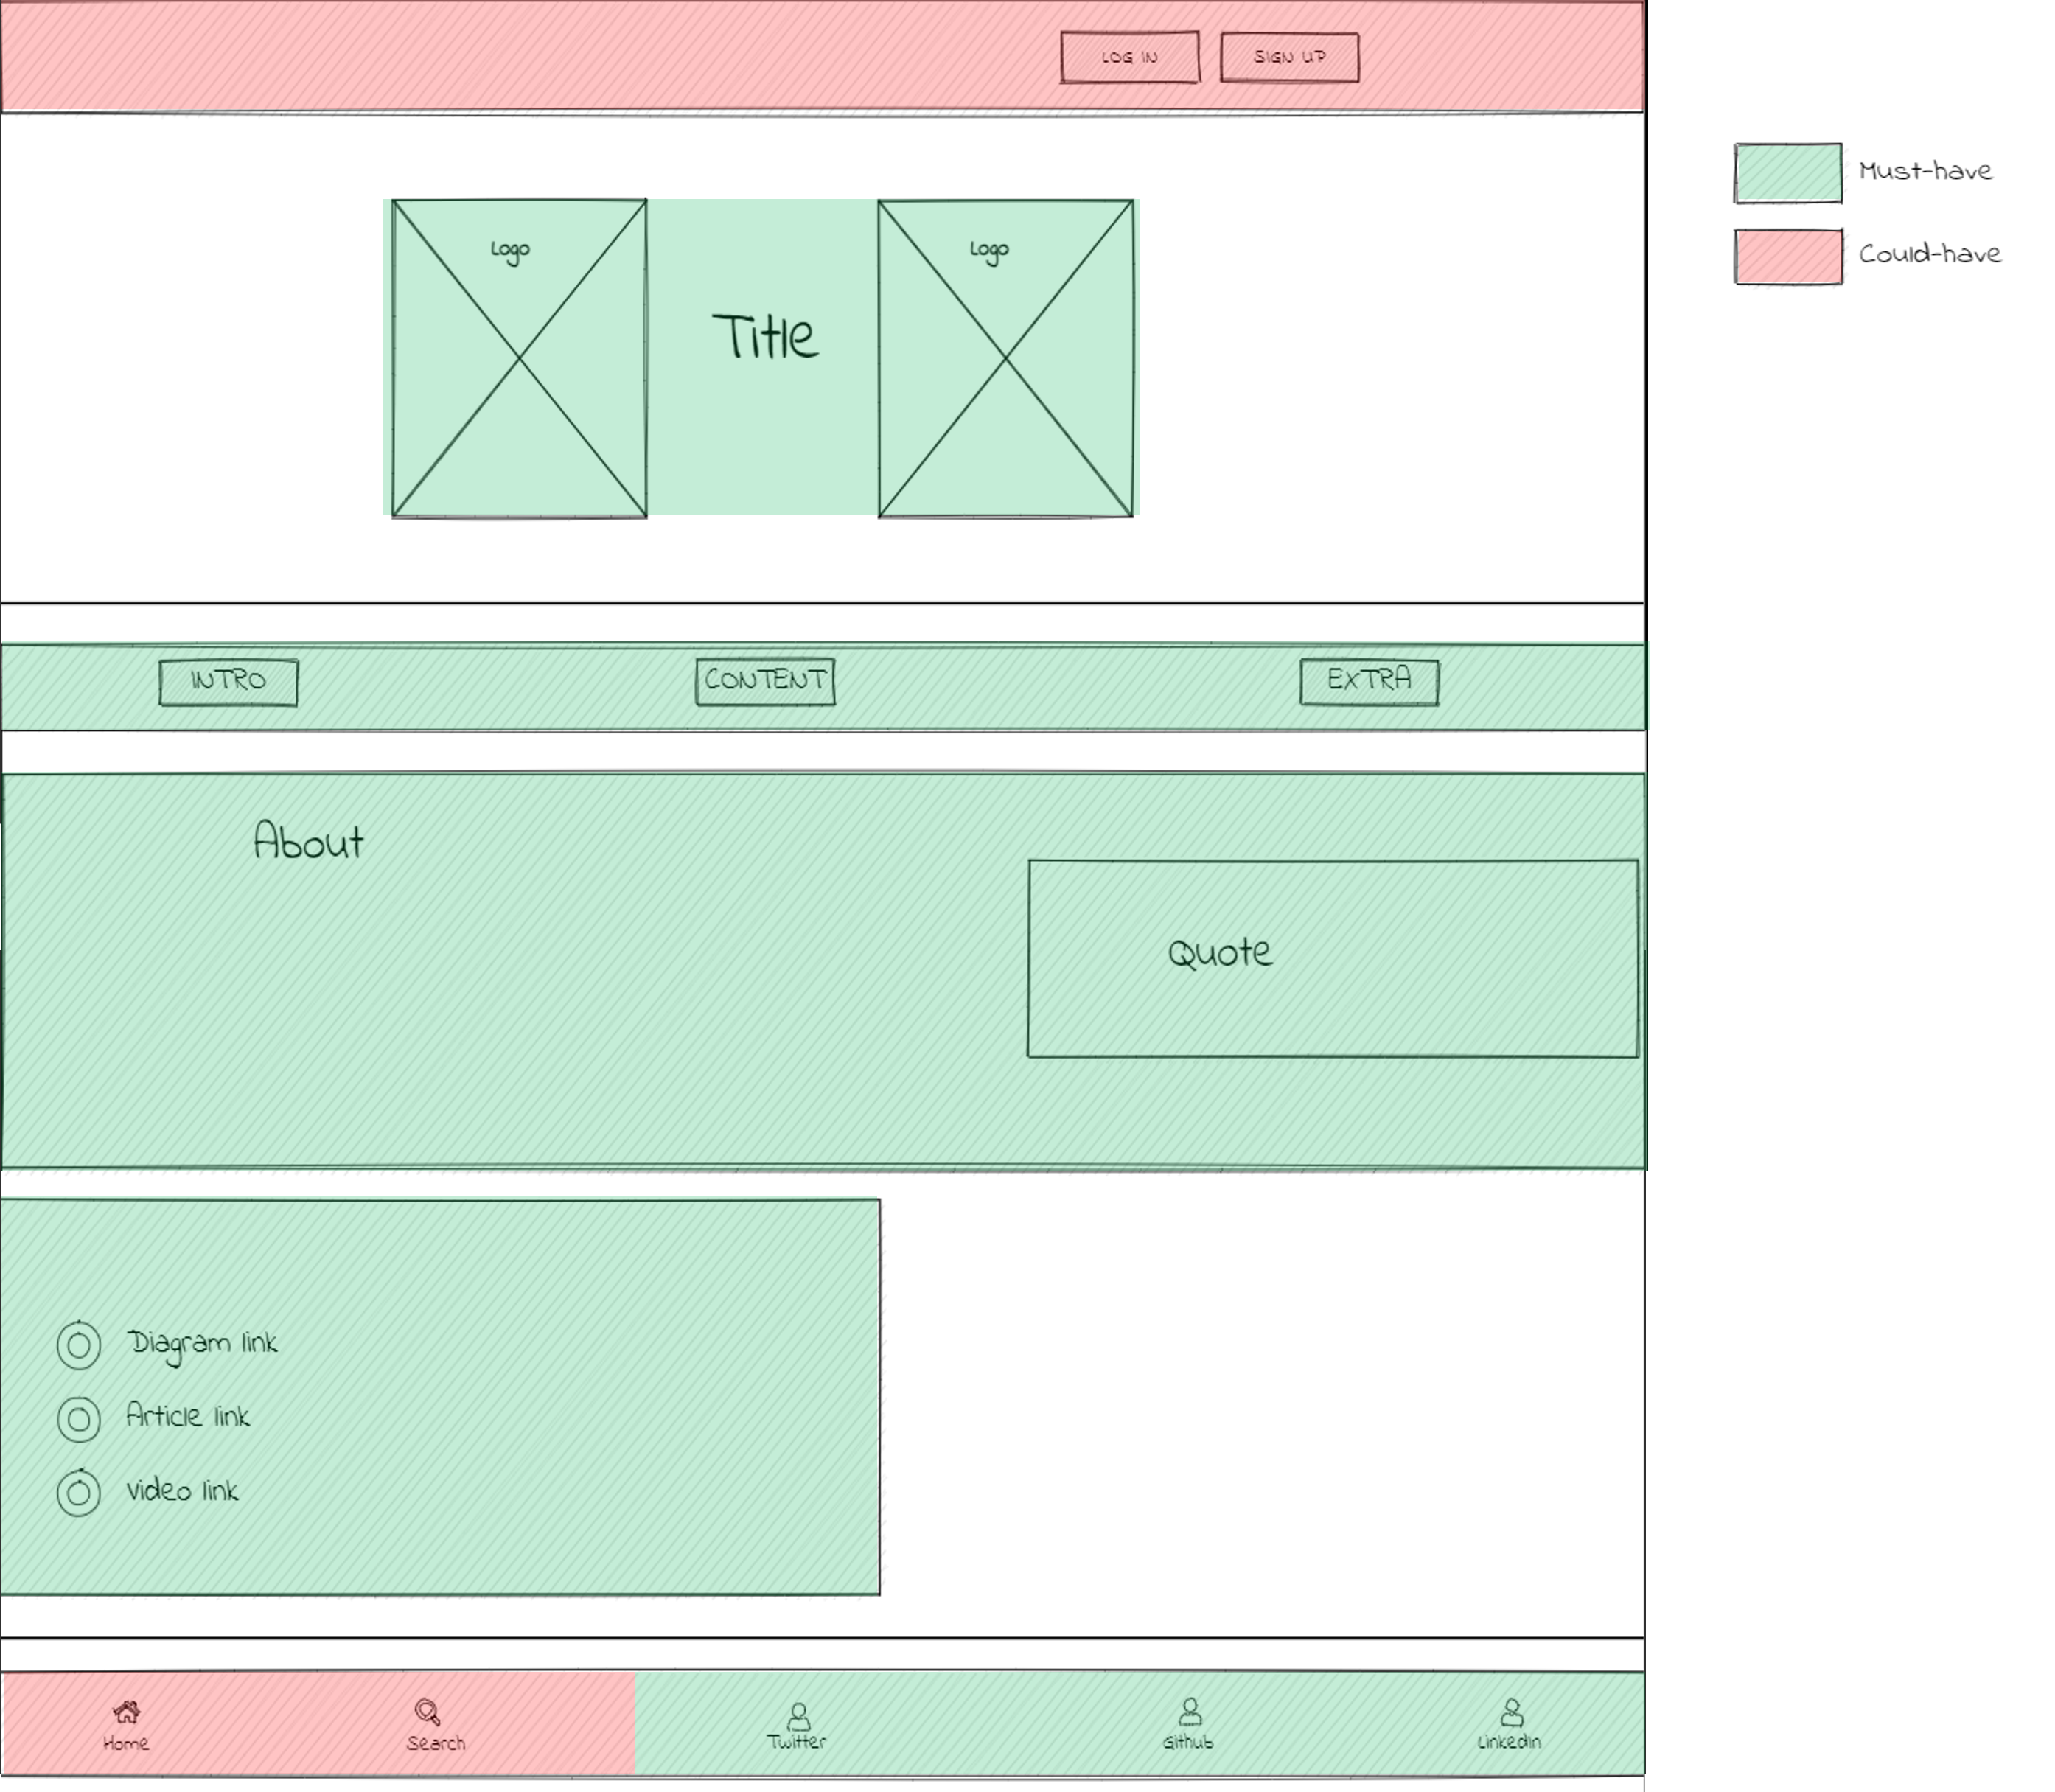 LOG IN
SIGN UP
Must-have
Could-have
Logo
Title
Logo
INTRO
CONTENT
EXTRA
About
Quote
Diagram link
Article link
video link
Home
Search
Twitter
Github
Linkedin